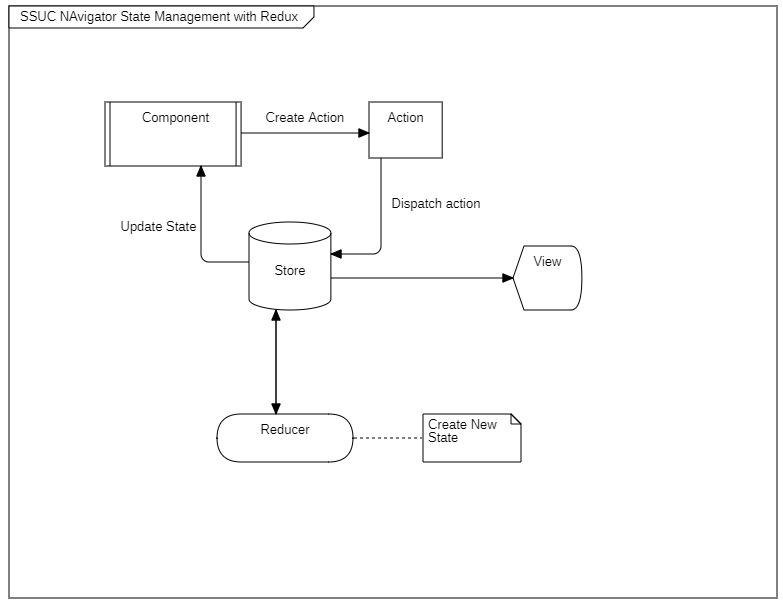 SSUC NAvigator State Management with Redux
Component
Create Action
Action
Dispatch action
Update State
Store
View
Reducer
Create New
State